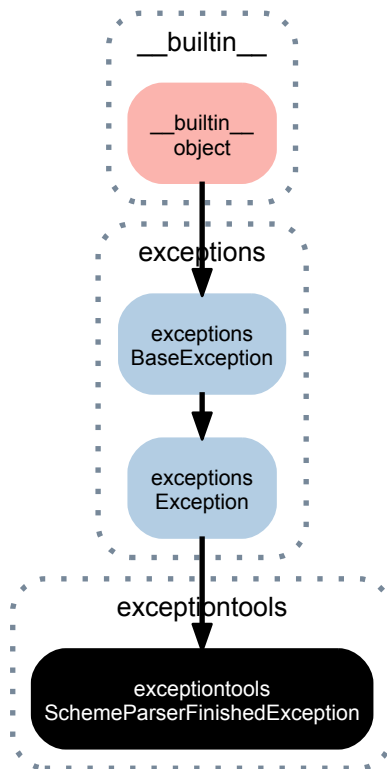 __builtin__
__builtin__
object
exceptions
exceptions
BaseException
exceptions
Exception
exceptiontools
exceptiontools
SchemeParserFinishedException